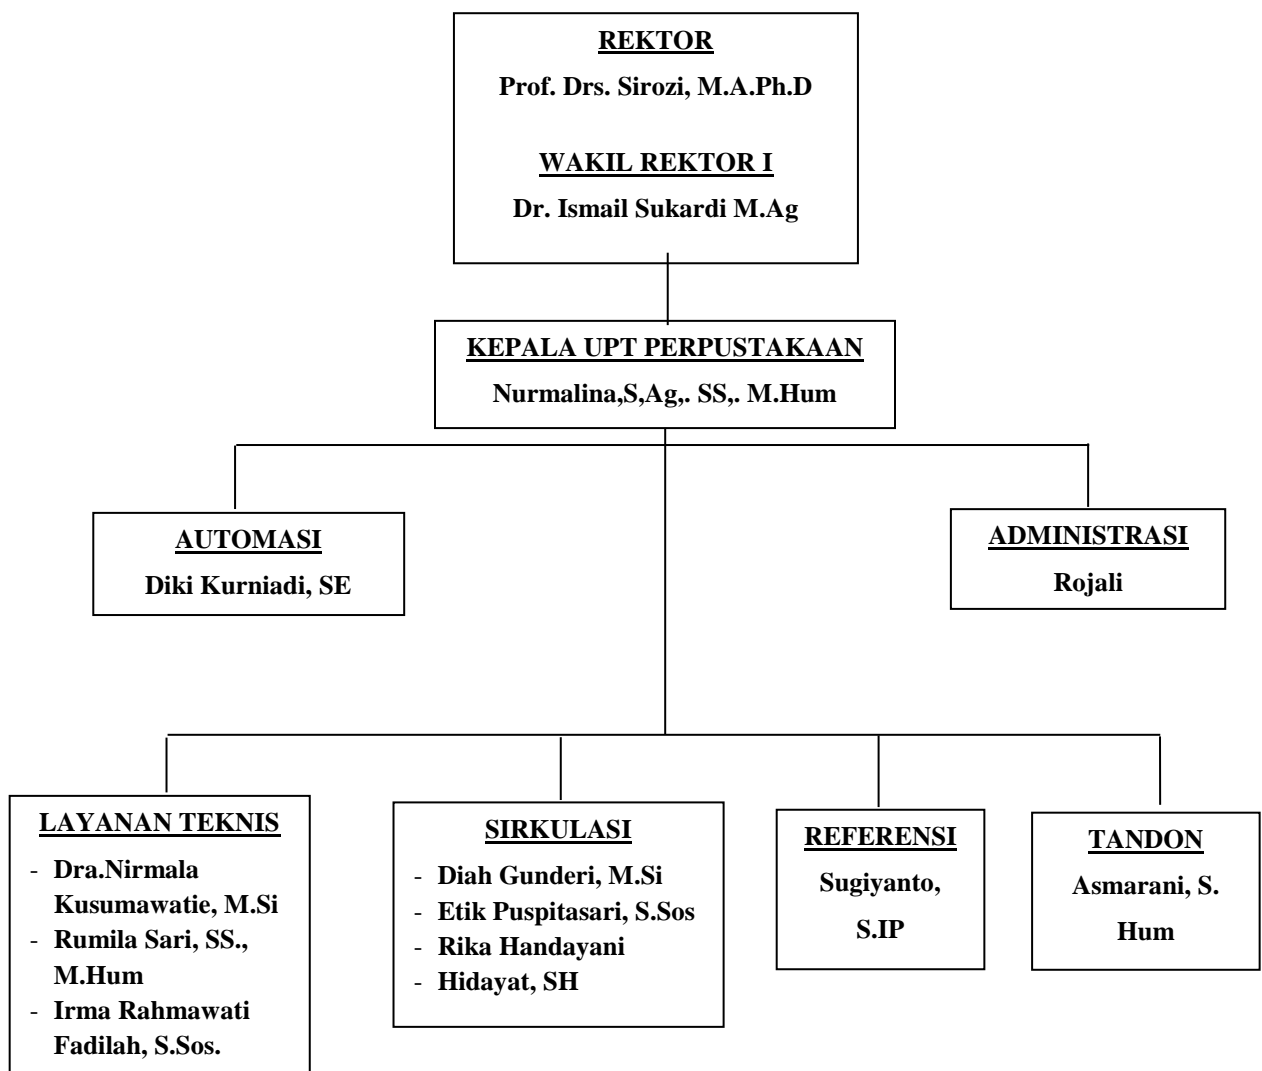 REKTOR
Prof. Drs. Sirozi, M.A.Ph.D
WAKIL REKTOR I
Dr. Ismail Sukardi M.Ag
KEPALA UPT PERPUSTAKAAN
Nurmalina,S,Ag,. SS,. M.Hum
AUTOMASI
Diki Kurniadi, SE
ADMINISTRASI
Rojali
LAYANAN TEKNIS
- Dra.Nirmala
Kusumawatie, M.Si
- Rumila Sari, SS.,
M.Hum
- Irma Rahmawati
Fadilah, S.Sos.
SIRKULASI
- Diah Gunderi, M.Si
- Etik Puspitasari, S.Sos
- Rika Handayani
- Hidayat, SH
REFERENSI
Sugiyanto,
S.IP
TANDON
Asmarani, S.
Hum